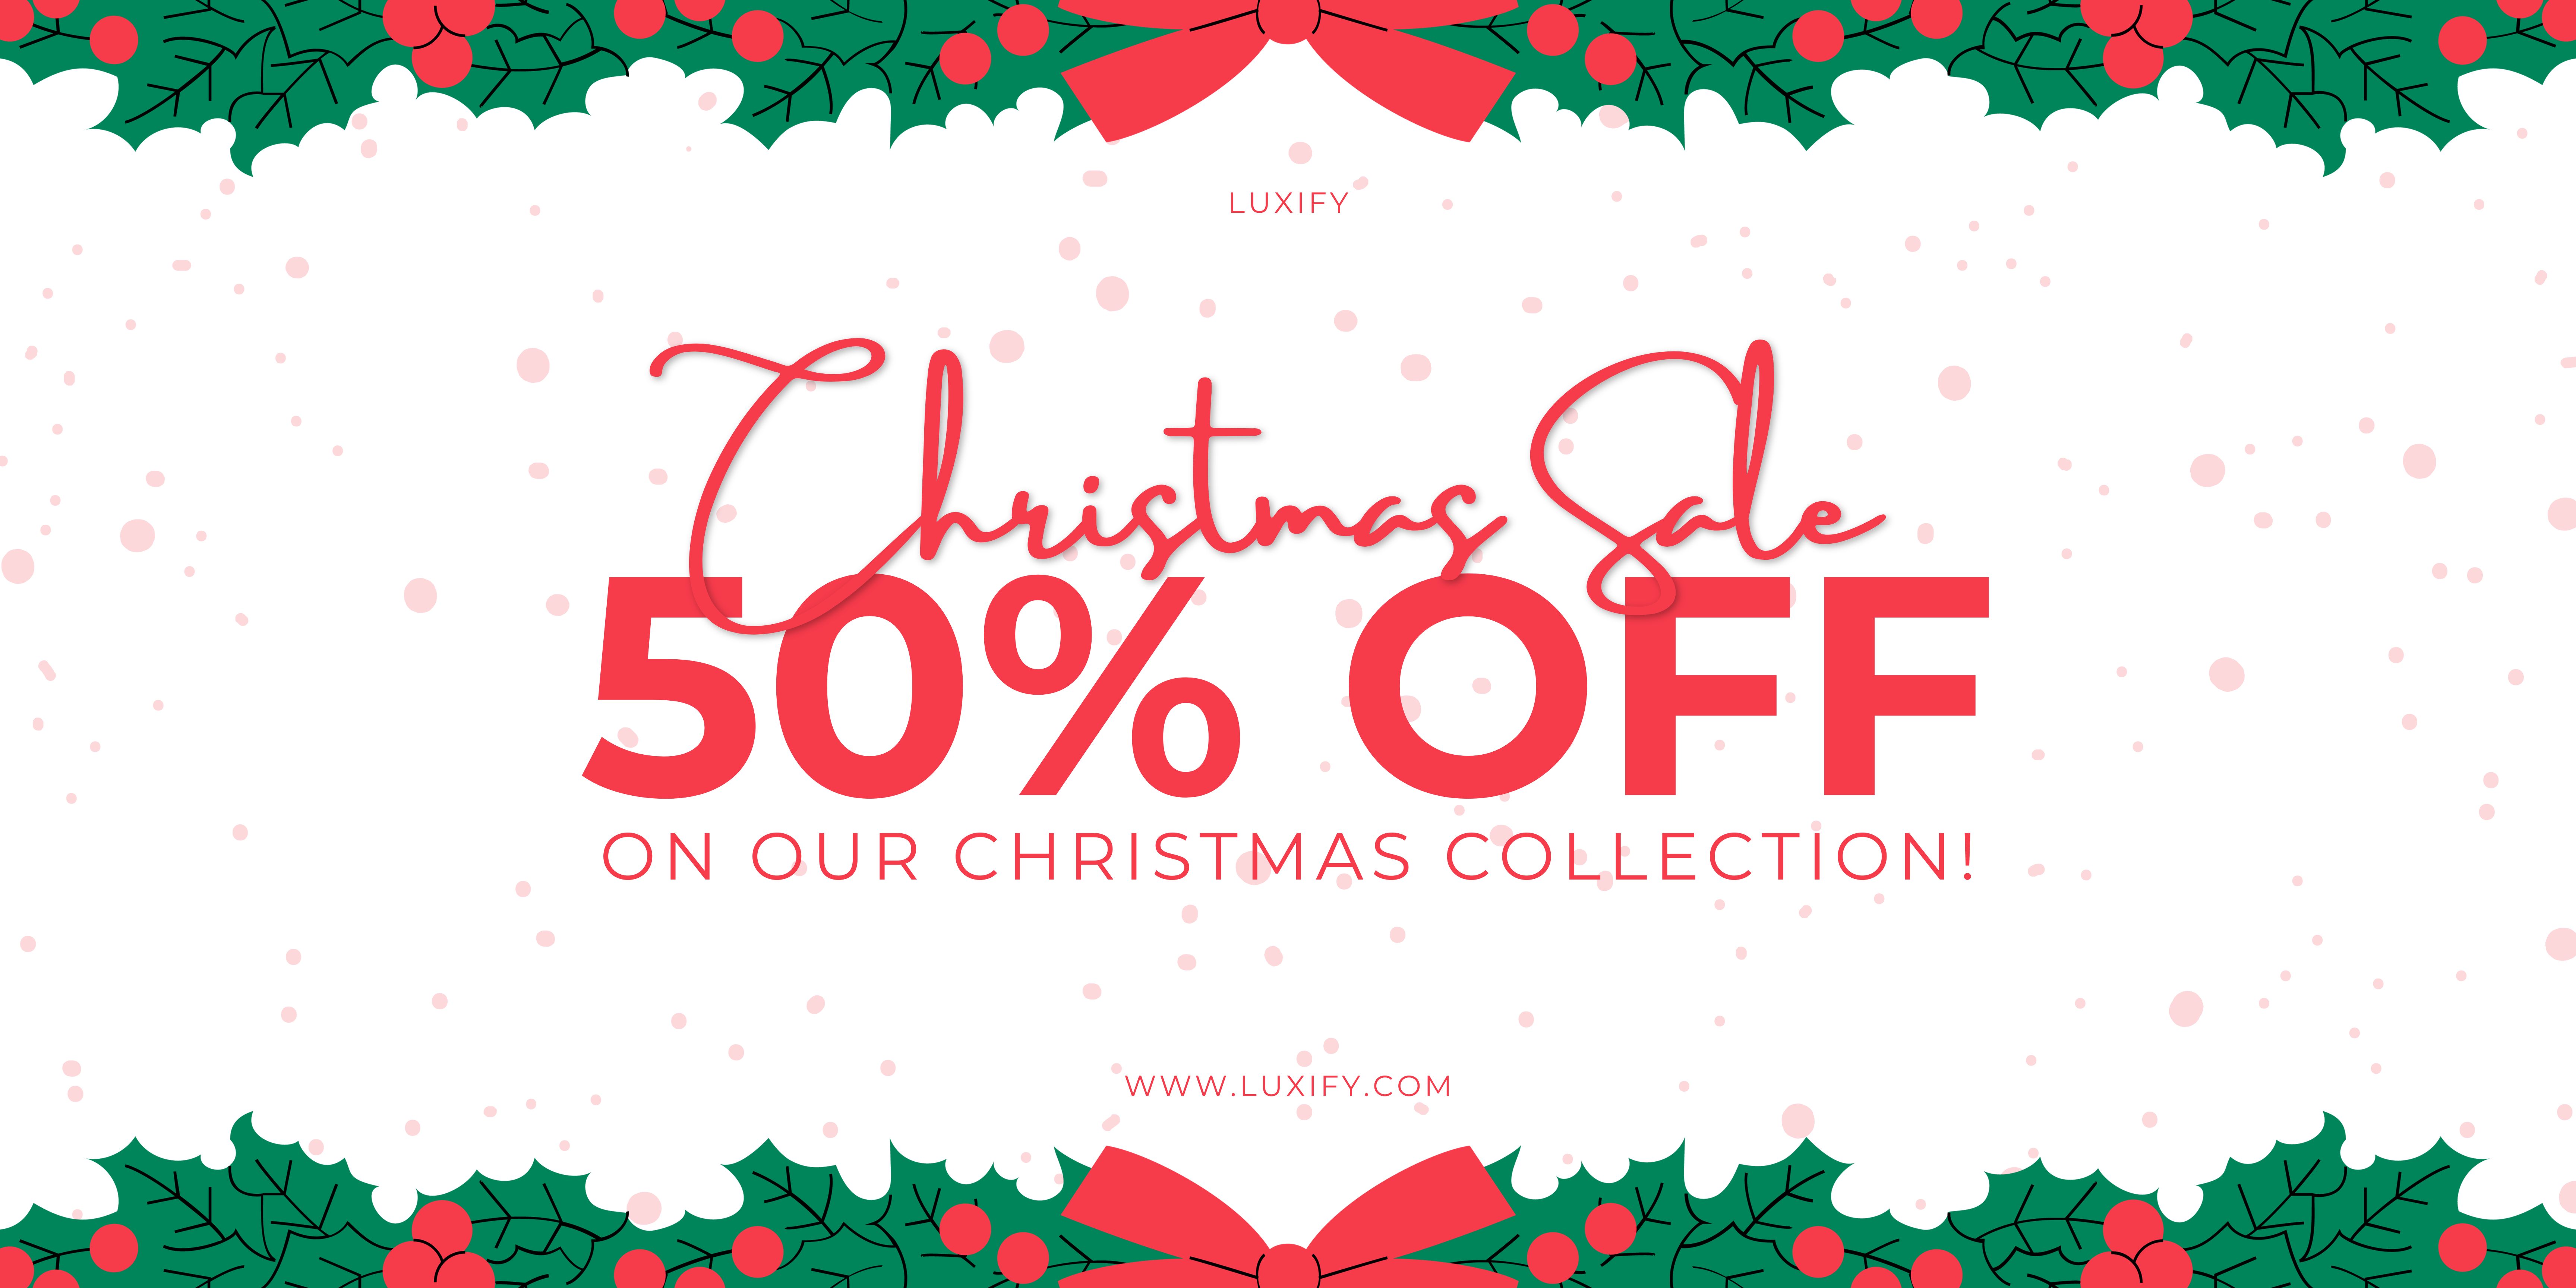 LUXIFY
Christmas Sale
50% OFF
ON OUR CHRISTMAS COLLECTION!
WWW.LUXIFY.COM